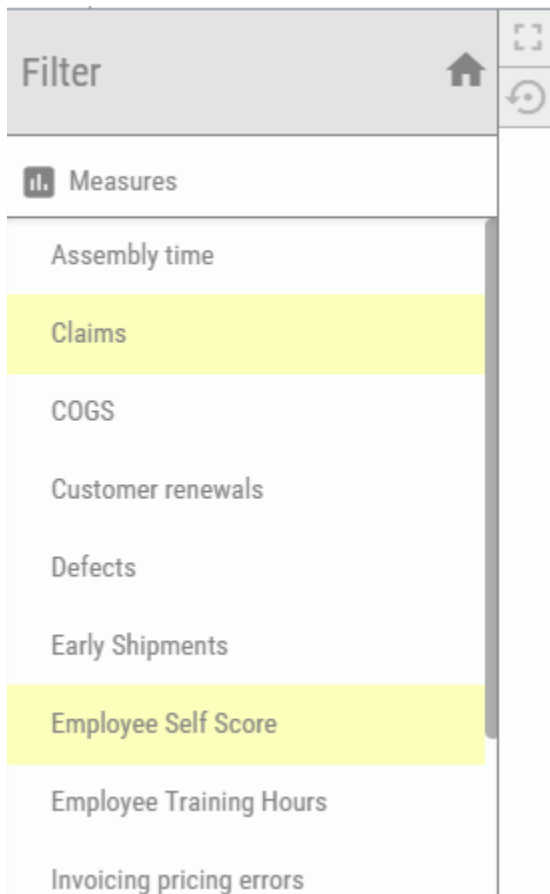 Filter
Measures
Assembly time
Claims
COGS
Customer renewals
Defects
Early Shipments
Employee Self Score
Employee Training Hours
Invoicing pricing errors